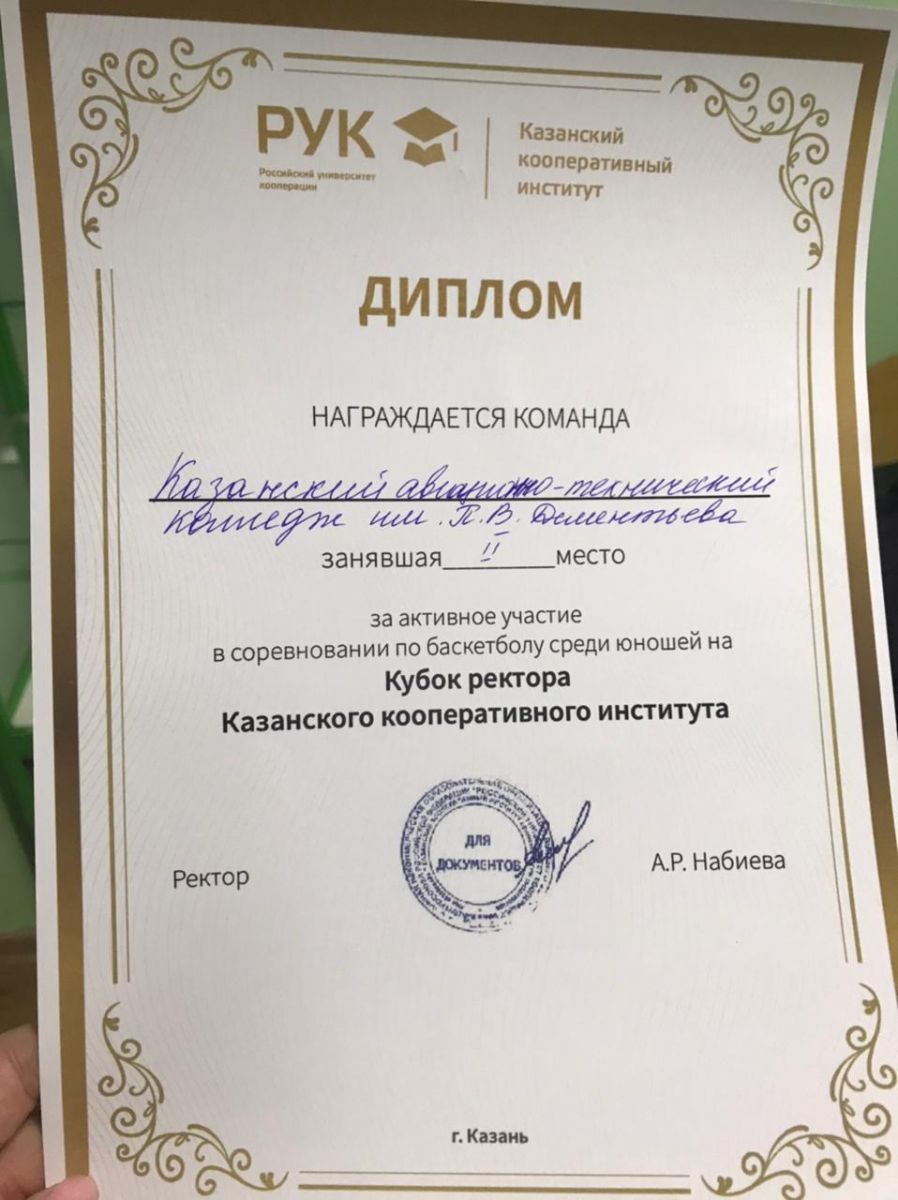 РУК
Российский университет
кооперации
Казанский
кооперативный
институт
ДИПЛОМ
НАГРАЖДАЕТСЯ КОМАНДА
Казанский авиационно-технический
колледж им. П.В. Дементьева
занявшая II место
за активное участие
в соревновании по баскетболу среди юношей на
Кубок ректора
Казанского кооперативного института
ДЛЯ
ДОКУМЕНТОВ
Ректор
А.Р. Набиева
г. Казань